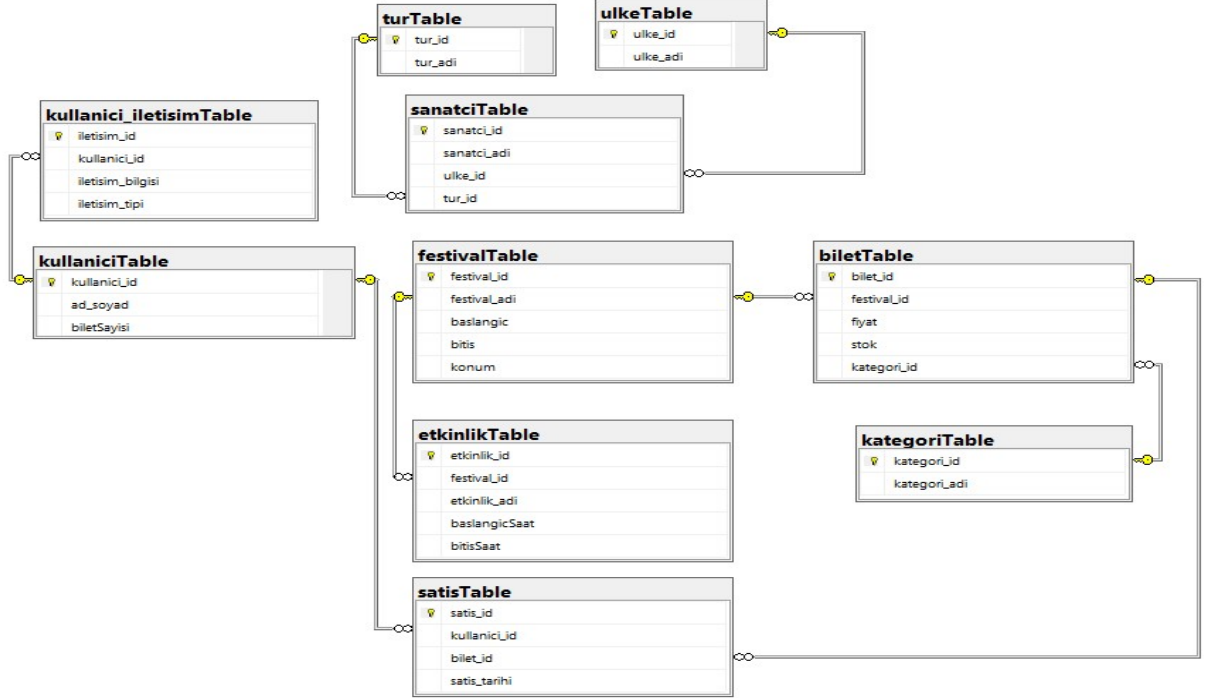 turTable
tur_id
tur_adi
ulkeTable
ulke_id
ulke_adi
kullanici_iletisimTable
iletisim_id
kullanici_id
iletisim_bilgisi
iletisim_tipi
sanatciTable
sanatci_id
sanatci_adi
ulke_id
tur_id
kullaniciTable
kullanici_id
ad_soyad
biletSayisi
festivalTable
festival_id
festival_adi
baslangic
bitis
konum
biletTable
bilet_id
festival_id
fiyat
stok
kategori_id
etkinlikTable
etkinlik_id
festival_id
etkinlik_adi
baslangicSaat
bitisSaat
kategoriTable
kategori_id
kategori_adi
satisTable
satis_id
kullanici_id
bilet_id
satis_tarihi